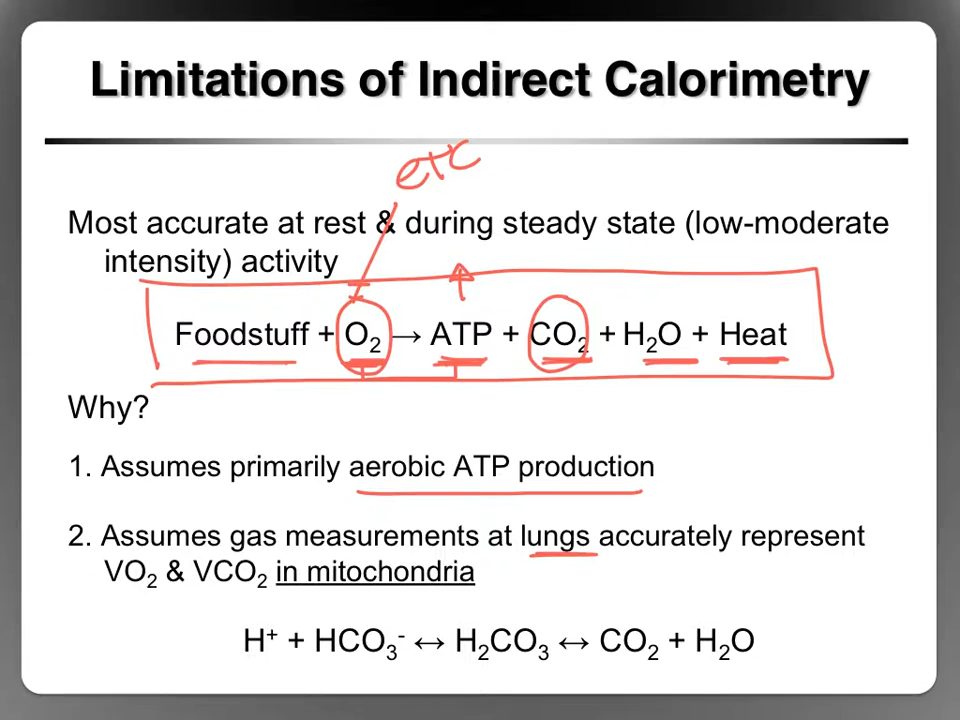 Limitations of Indirect Calorimetry
etc
Most accurate at rest & during steady state (low-moderate
intensity) activity
Foodstuff + O₂ → ATP + CO₂ + H₂O + Heat
Why?
1. Assumes primarily aerobic ATP production
2. Assumes gas measurements at lungs accurately represent
VO₂ & VCO₂ in mitochondria
H⁺ + HCO₃⁻ ↔ H₂CO₃ ↔ CO₂ + H₂O